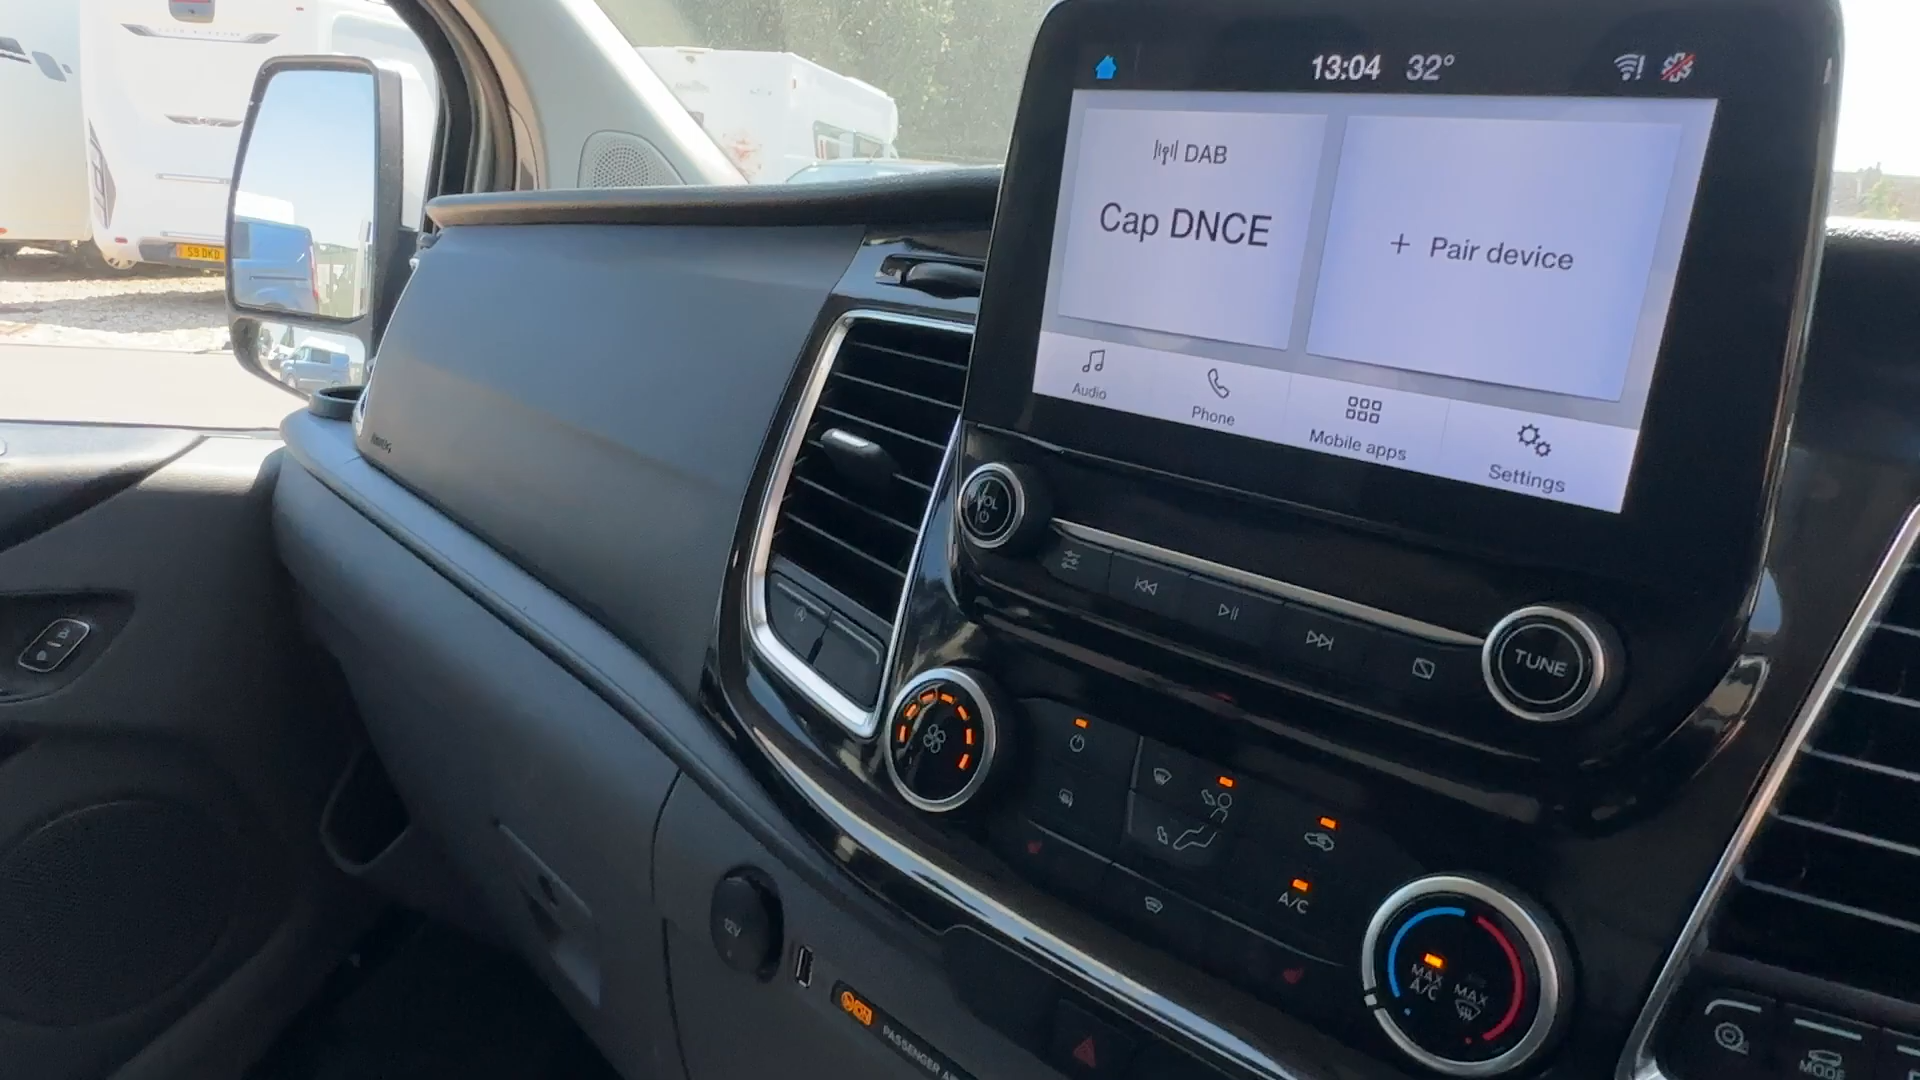 13:04 32°
DAB
Cap DNCE
+ Pair device
Audio
Phone
Mobile apps
Settings
VOL
TUNE
A/C
MAX
A/C
MAX
12V
PASSENGER
MODE